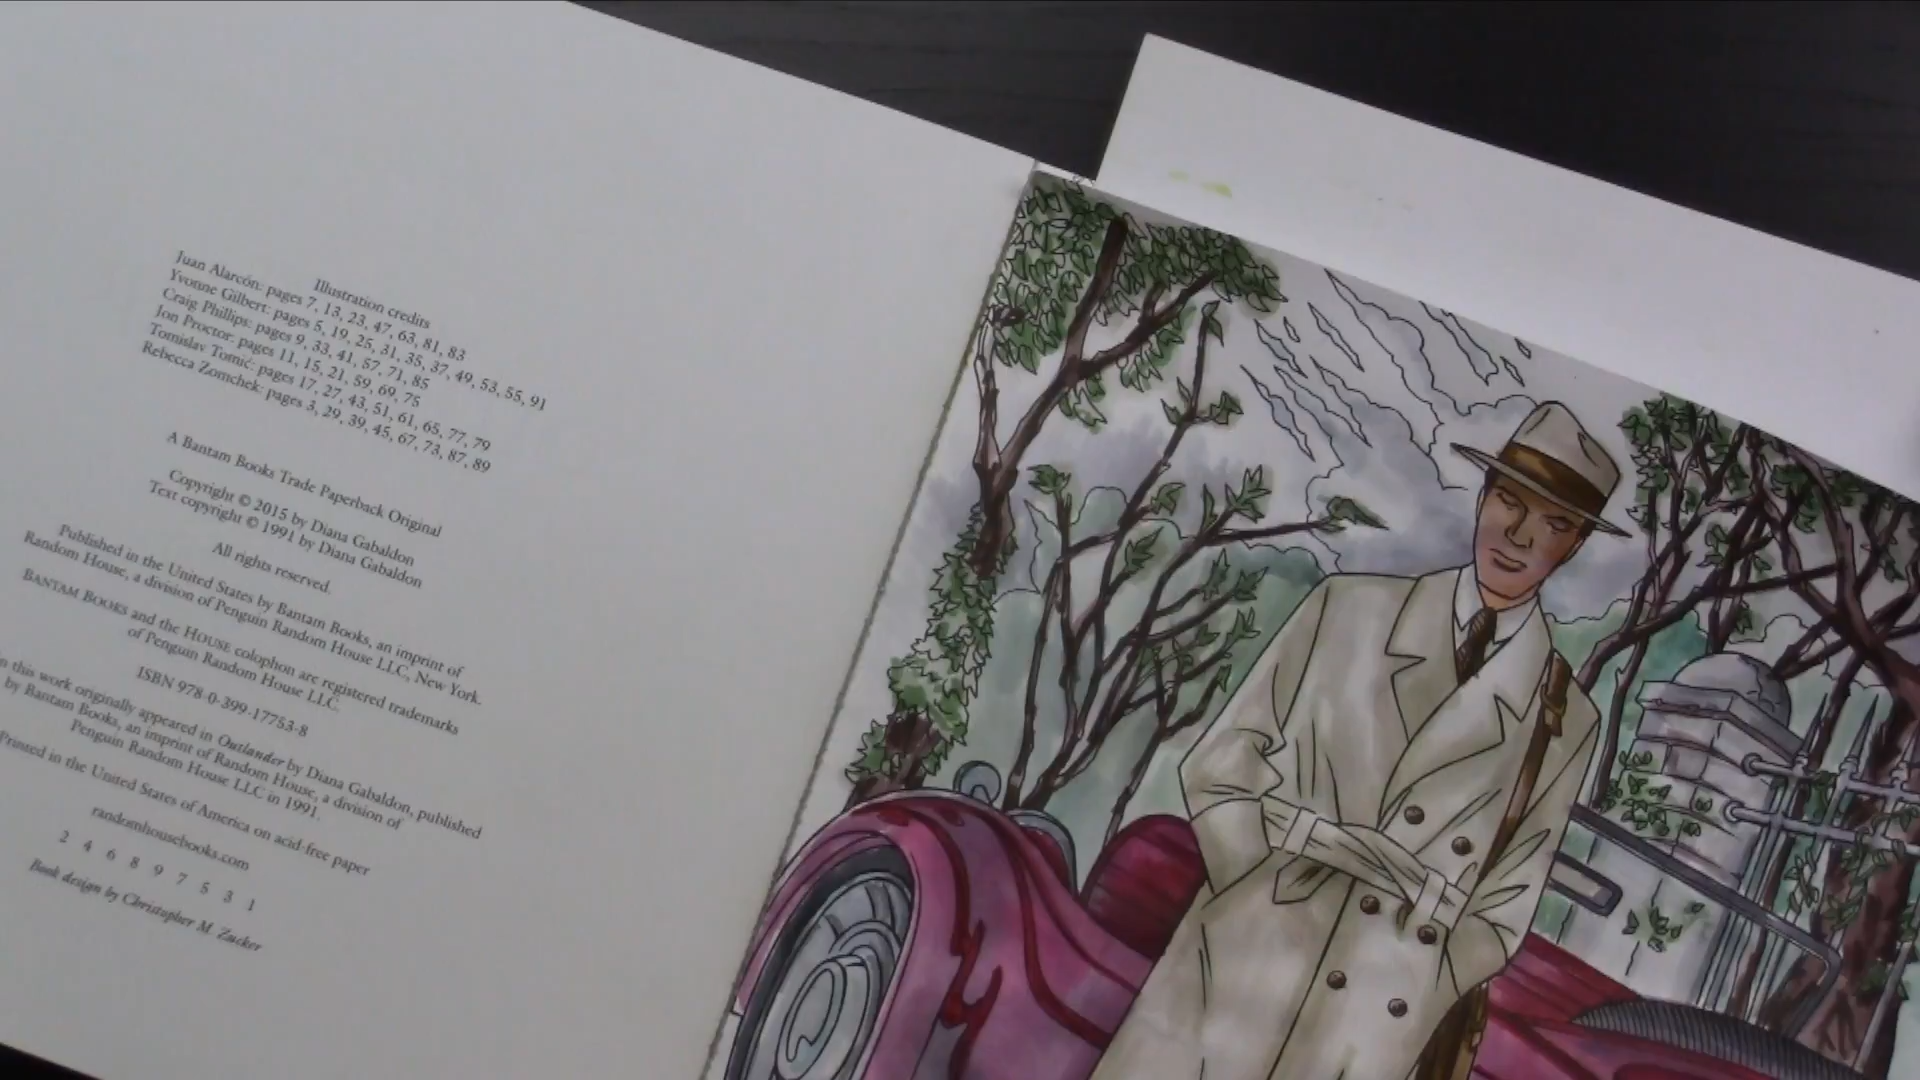 Illustration credits
Juan Alarcón: pages 7, 13, 23, 47, 63, 81, 83
Yvonne Gilbert: pages 5, 19, 25, 31, 35, 37, 49, 53, 55, 91
Craig Phillips: pages 9, 33, 41, 57, 71, 85
Jon Proctor: pages 11, 15, 21, 59, 69, 75
Tomislav Tomić: pages 17, 27, 43, 51, 61, 65, 77, 79
Rebecca Zomchek: pages 3, 29, 39, 45, 67, 73, 87, 89
A Bantam Books Trade Paperback Original
Copyright © 2015 by Diana Gabaldon
Text copyright © 1991 by Diana Gabaldon
All rights reserved.
Published in the United States by Bantam Books, an imprint of
Random House, a division of Penguin Random House LLC, New York.
BANTAM BOOKS and the HOUSE colophon are registered trademarks
of Penguin Random House LLC.
ISBN 978-0-399-17753-8
n this work originally appeared in Outlander by Diana Gabaldon, published
by Bantam Books, an imprint of Random House, a division of
Penguin Random House LLC in 1991.
Printed in the United States of America on acid-free paper
randomhousebooks.com
2 4 6 8 9 7 5 3 1
Book design by Christopher M. Zucker